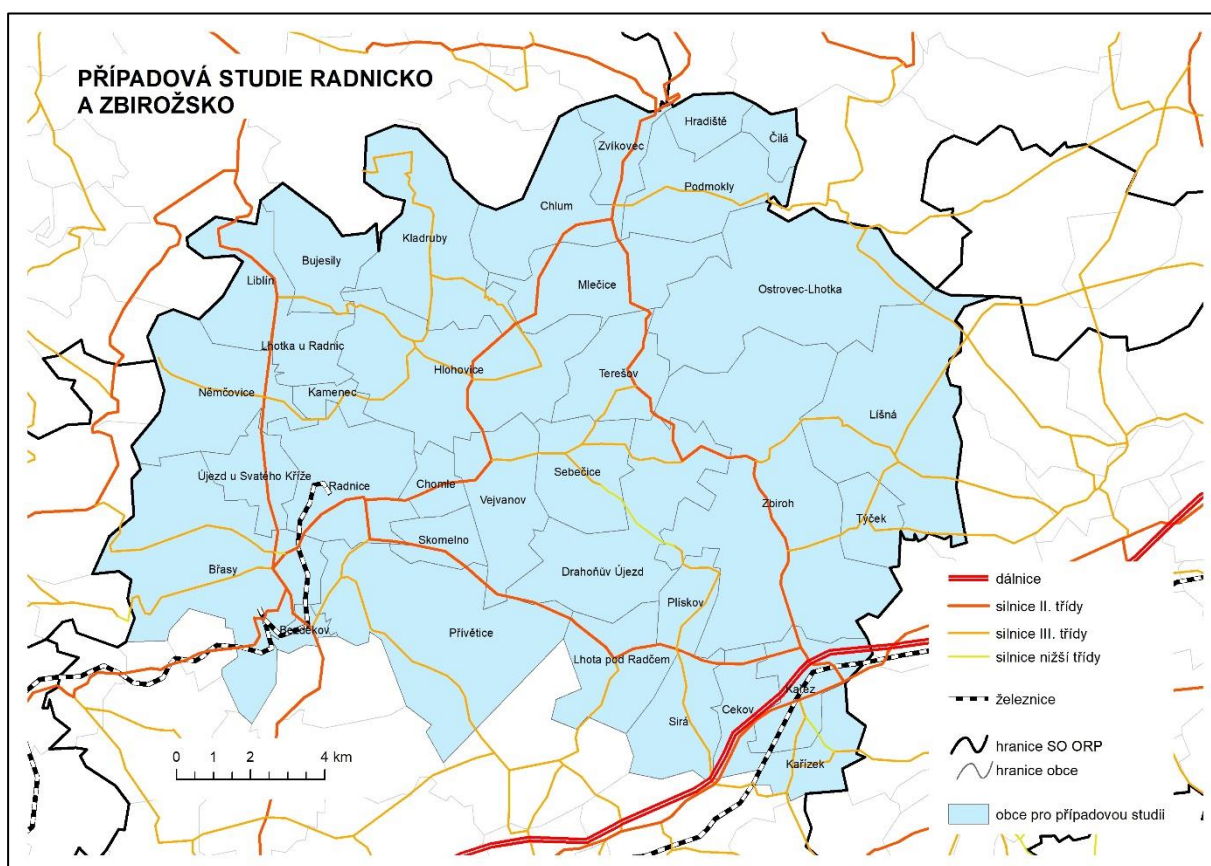 PŘÍPADOVÁ STUDIE RADNICKO
A ZBIROŽSKO
Hradiště
Čilá
Zvíkovec
Podmokly
Chlum
Kladruby
Bujesily
Liblín
Mlečice
Ostrovec-Lhotka
Lhotka u Radnic
Hlohovice
Terešov
Němčovice
Kamenec
Líšná
Újezd u Svatého Kříže
Radnice
Chomle
Sebečice
Vejvanov
Zbiroh
Týček
Skomelno
Břasy
Drahoňův Újezd
Plískov
Bezděkov
Přívětice
Lhota pod Radčem
Kařez
Cekov
Sirá
Kařízek
0 2 4 km
dálnice
silnice II. třídy
silnice III. třídy
silnice nižší třídy
železnice
hranice SO ORP
hranice obce
obce pro případovou studii